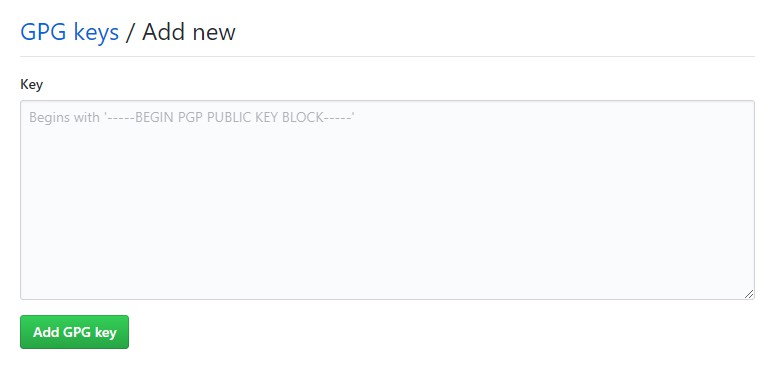 GPG keys / Add new
Key
Begins with '-----BEGIN PGP PUBLIC KEY BLOCK-----'
Add GPG key